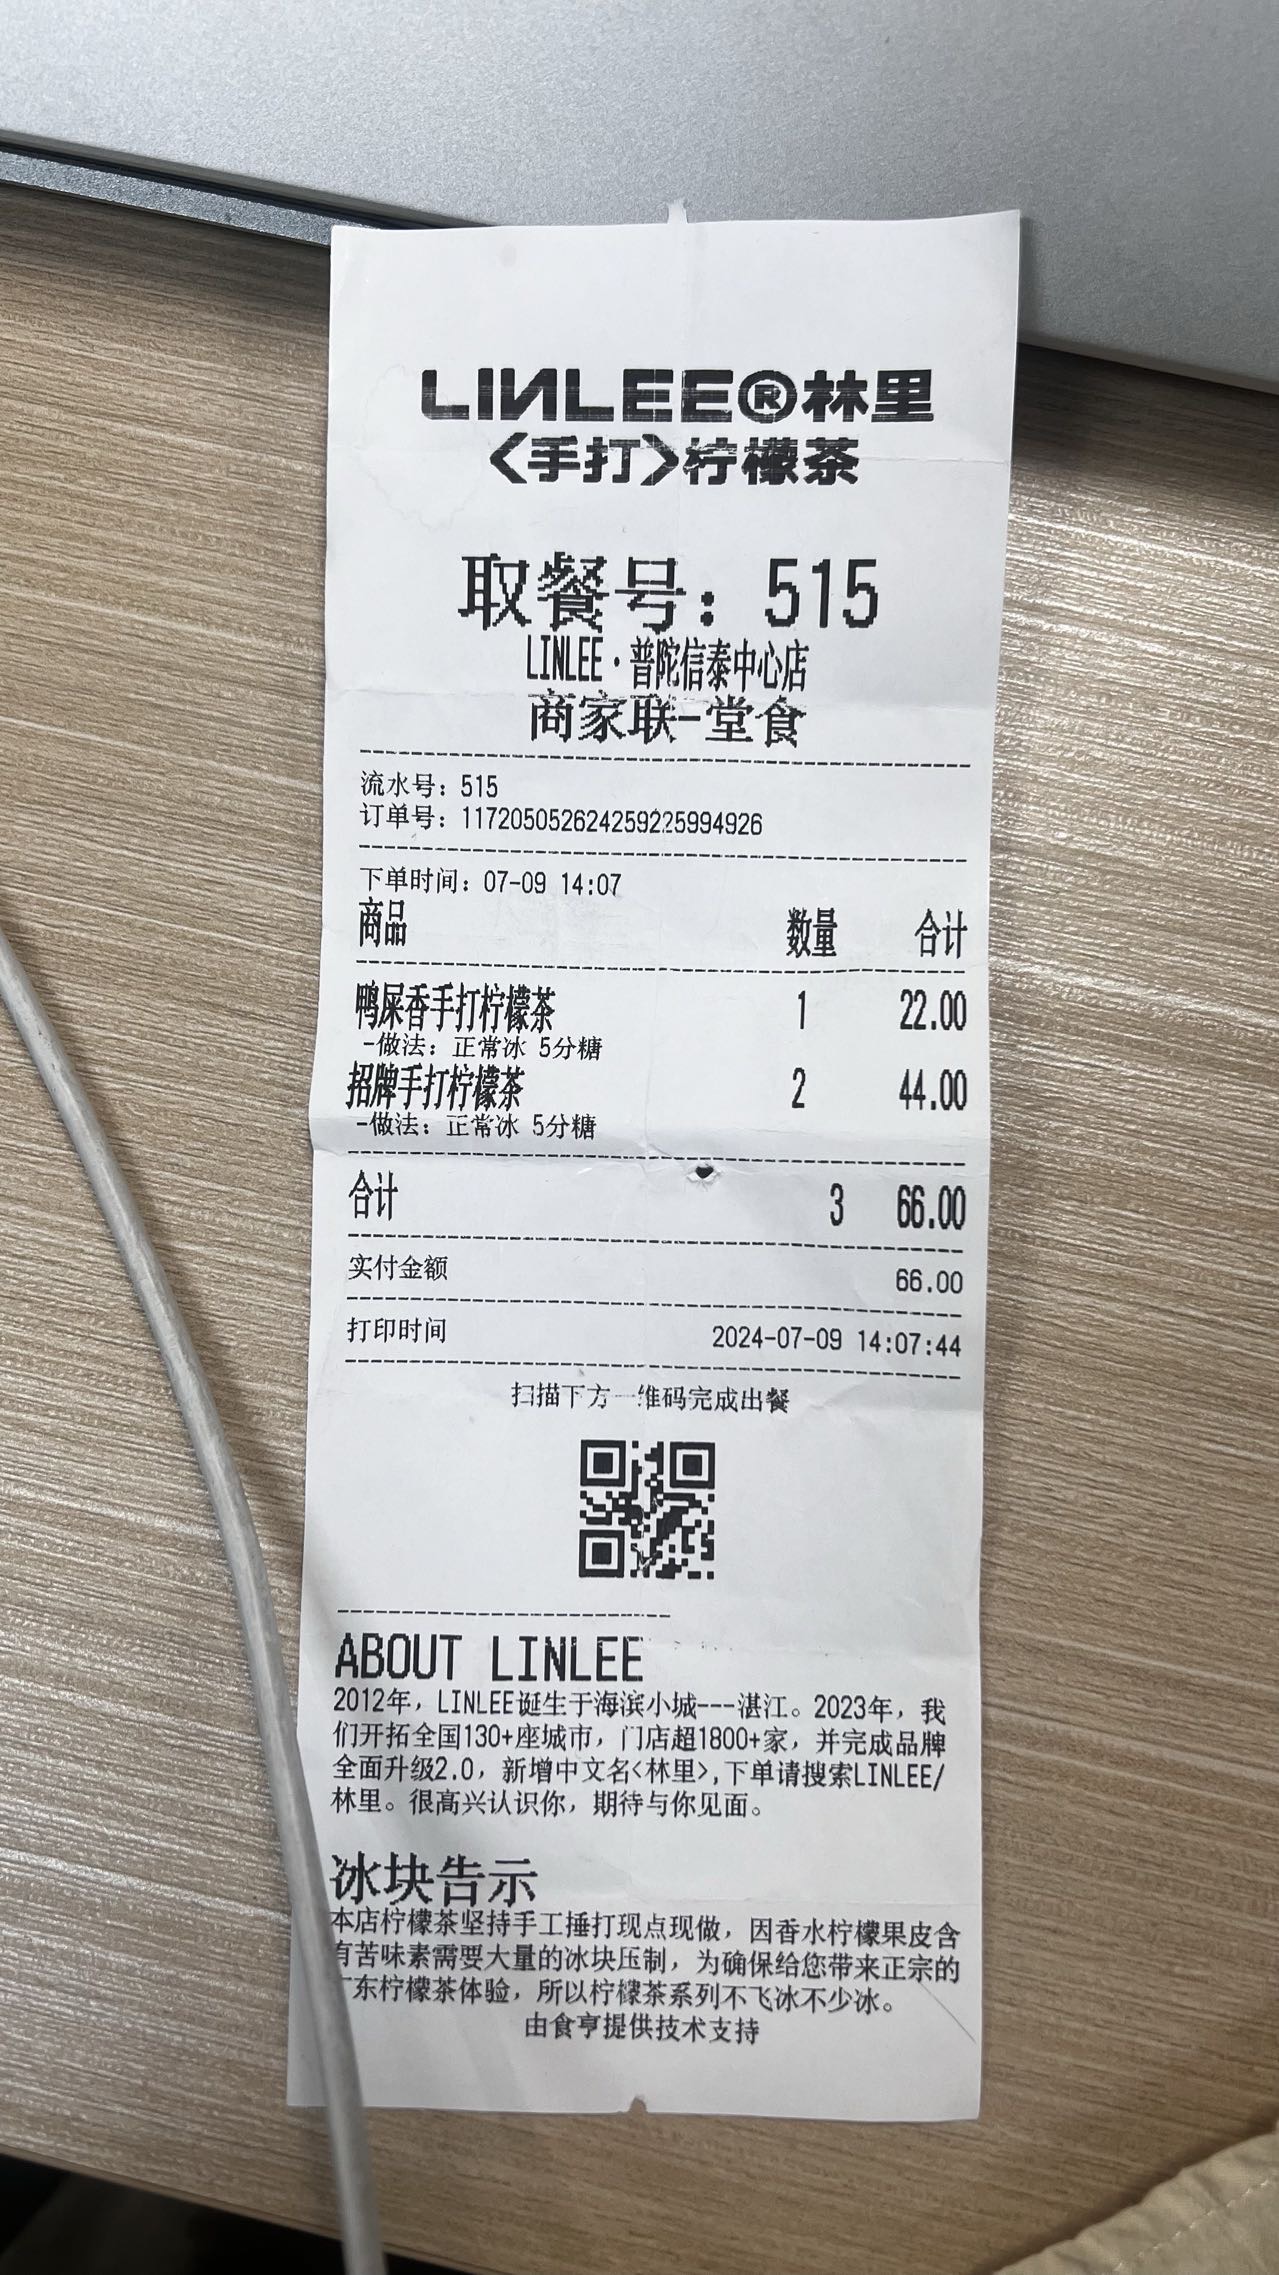 LINLEE®林里
<手打>柠檬茶
取餐号：515
LINLEE·普陀信泰中心店
商家联-堂食
流水号：515
订单号：117205052624259225994926
下单时间：07-09 14:07
商品 数量 合计
鸭屎香手打柠檬茶 1 22.00
-做法：正常冰 5分糖
招牌手打柠檬茶 2 44.00
-做法：正常冰 5分糖
合计 3 66.00
实付金额 66.00
打印时间 2024-07-09 14:07:44
扫描下方二维码完成出餐
ABOUT LINLEE
2012年，LINLEE诞生于海滨小城---湛江。2023年，我
们开拓全国130+座城市，门店超1800+家，并完成品牌
全面升级2.0，新增中文名<林里>,下单请搜索LINLEE/
林里。很高兴认识你，期待与你见面。
冰块告示
本店柠檬茶坚持手工捶打现点现做，因香水柠檬果皮含
有苦味素需要大量的冰块压制，为确保给您带来正宗的
广东柠檬茶体验，所以柠檬茶系列不飞冰不少冰。
由食亨提供技术支持